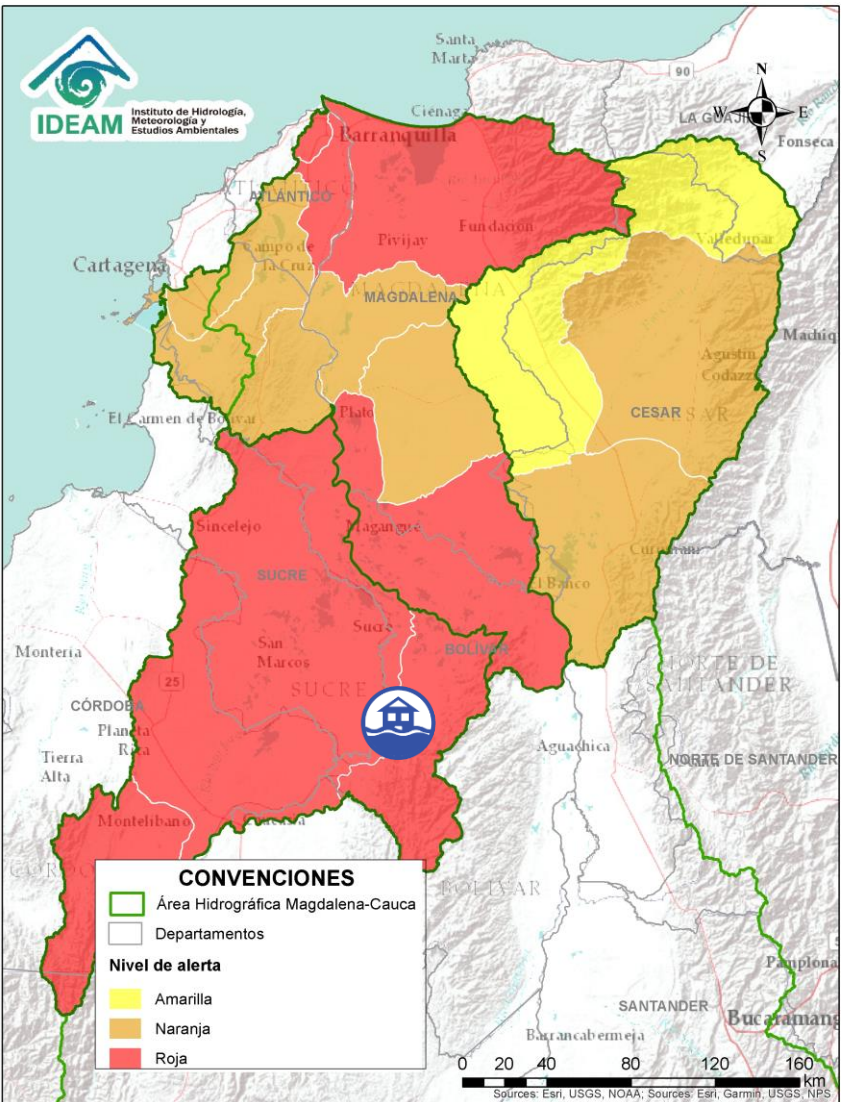 IDEAM
Instituto de Hidrología,
Meteorología y
Estudios Ambientales
Santa
Marta
90
N
W
E
S
Ciénaga
LA GUAJIRA
Barranquilla
Fonseca
ATLÁNTICO
Fundación
Pivijay
Valledupar
Campo de
la Cruz
Cartagena
MAGDALENA
MAGDALENA
Agustín
Codazzi
CESAR
CESAR
El Carmen de Bolívar
Plato
Sincelejo
Magangué
SUCRE
El Banco
Sucre
Montería
San
Marcos
BOLÍVAR
NORTE DE
SANTANDER
25
SUCRE
CÓRDOBA
Planeta
Rica
Aguachica
NORTE DE SANTANDER
Tierra
Alta
Montelíbano
BOLÍVAR
CONVENCIONES
Área Hidrográfica Magdalena-Cauca
Departamentos
Nivel de alerta
Amarilla
Naranja
Roja
Pamplona
SANTANDER
Bucaramang
Barrancabermeja
0 20 40 80 120 160
km
Sources: Esri, USGS, NOAA; Sources: Esri, Garmin, USGS, NPS